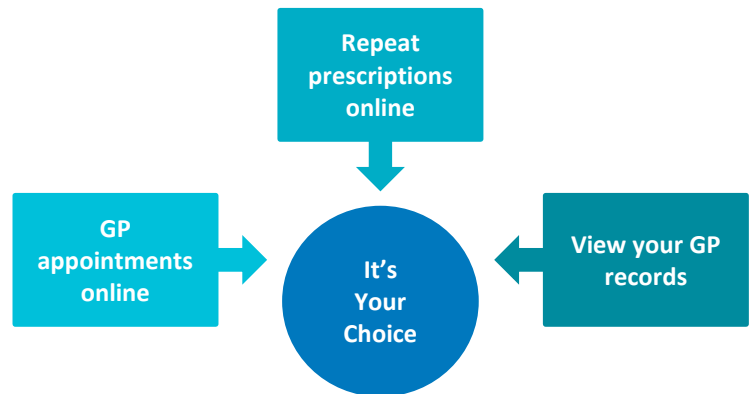 Repeat
prescriptions
online
GP
appointments
online
It’s
Your
Choice
View your GP
records